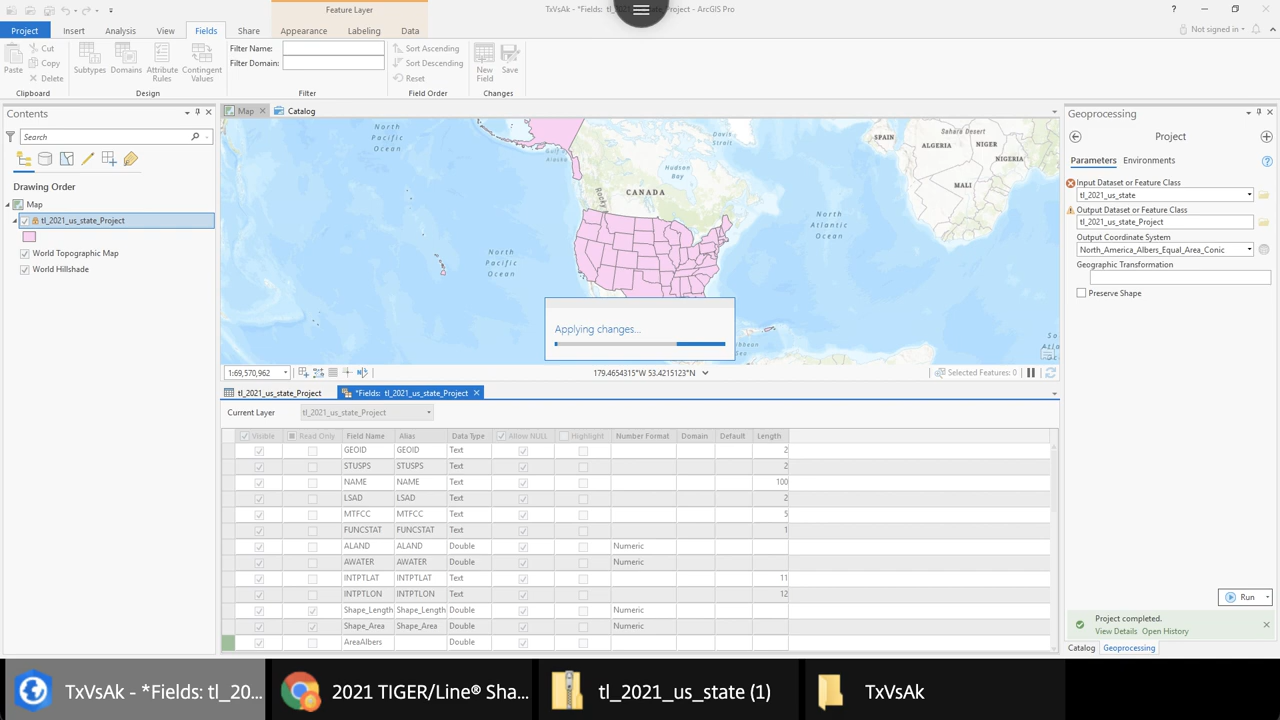 Feature Layer
TxVsAk - *Fields: tl_2021_us_state_Project - ArcGIS Pro
Project Insert Analysis View Fields Share Appearance Labeling Data
Not signed in
Paste
Cut
Copy
Delete
Clipboard
Subtypes
Domains
Attribute Rules
Contingent Values
Design
Filter Name:
Filter Domain:
Filter
Sort Ascending
Sort Descending
Reset
Field Order
New Field
Save
Changes
Contents
Search
Drawing Order
Map
tl_2021_us_state_Project
World Topographic Map
World Hillshade
Map Catalog
North
Pacific
Ocean
Gulf of
Alaska
Rocky
CANADA
Hudson
Bay
Davis
Strait
North
Pacific
Ocean
North
Atlantic
Ocean
SPAIN
ALGERIA
Sahara Desert
NIGER
NIGERIA
MALI
Applying changes...
1:69,570,962
179.4654315°W 53.4215123°N
Selected Features: 0
tl_2021_us_state_Project *Fields: tl_2021_us_state_Project
Current Layer tl_2021_us_state_Project
Visible Read Only Field Name Alias Data Type Allow NULL Highlight Number Format Domain Default Length
GEOID GEOID Text 2
STUSPS STUSPS Text 2
NAME NAME Text 100
LSAD LSAD Text 2
MTFCC MTFCC Text 5
FUNCSTAT FUNCSTAT Text 1
ALAND ALAND Double Numeric
AWATER AWATER Double Numeric
INTPTLAT INTPTLAT Text 11
INTPTLON INTPTLON Text 12
Shape_Length Shape_Length Double Numeric
Shape_Area Shape_Area Double Numeric
AreaAlbers Double
Geoprocessing
Project
Parameters Environments
Input Dataset or Feature Class
tl_2021_us_state
Output Dataset or Feature Class
tl_2021_us_state_Project
Output Coordinate System
North_America_Albers_Equal_Area_Conic
Geographic Transformation
Preserve Shape
Run
Project completed.
View Details Open History
Catalog Geoprocessing
TxVsAk - *Fields: tl_20...
2021 TIGER/Line® Sha...
tl_2021_us_state (1)
TxVsAk